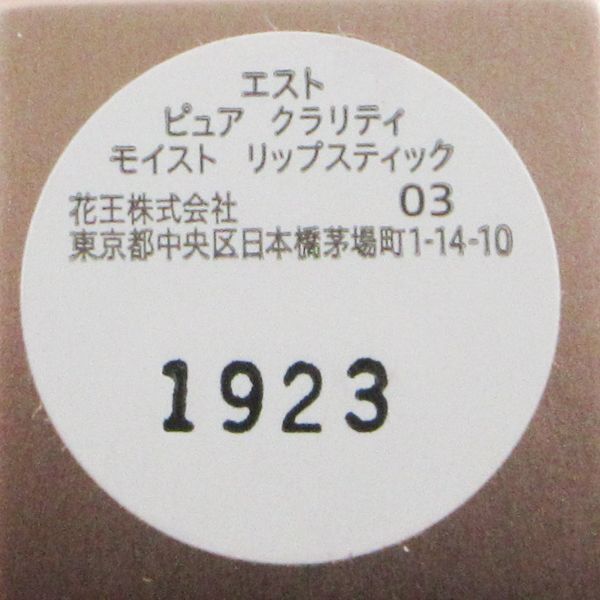 エスト
ピュア クラリティ
モイスト リップスティック
花王株式会社 03
東京都中央区日本橋茅場町1-14-10
1923